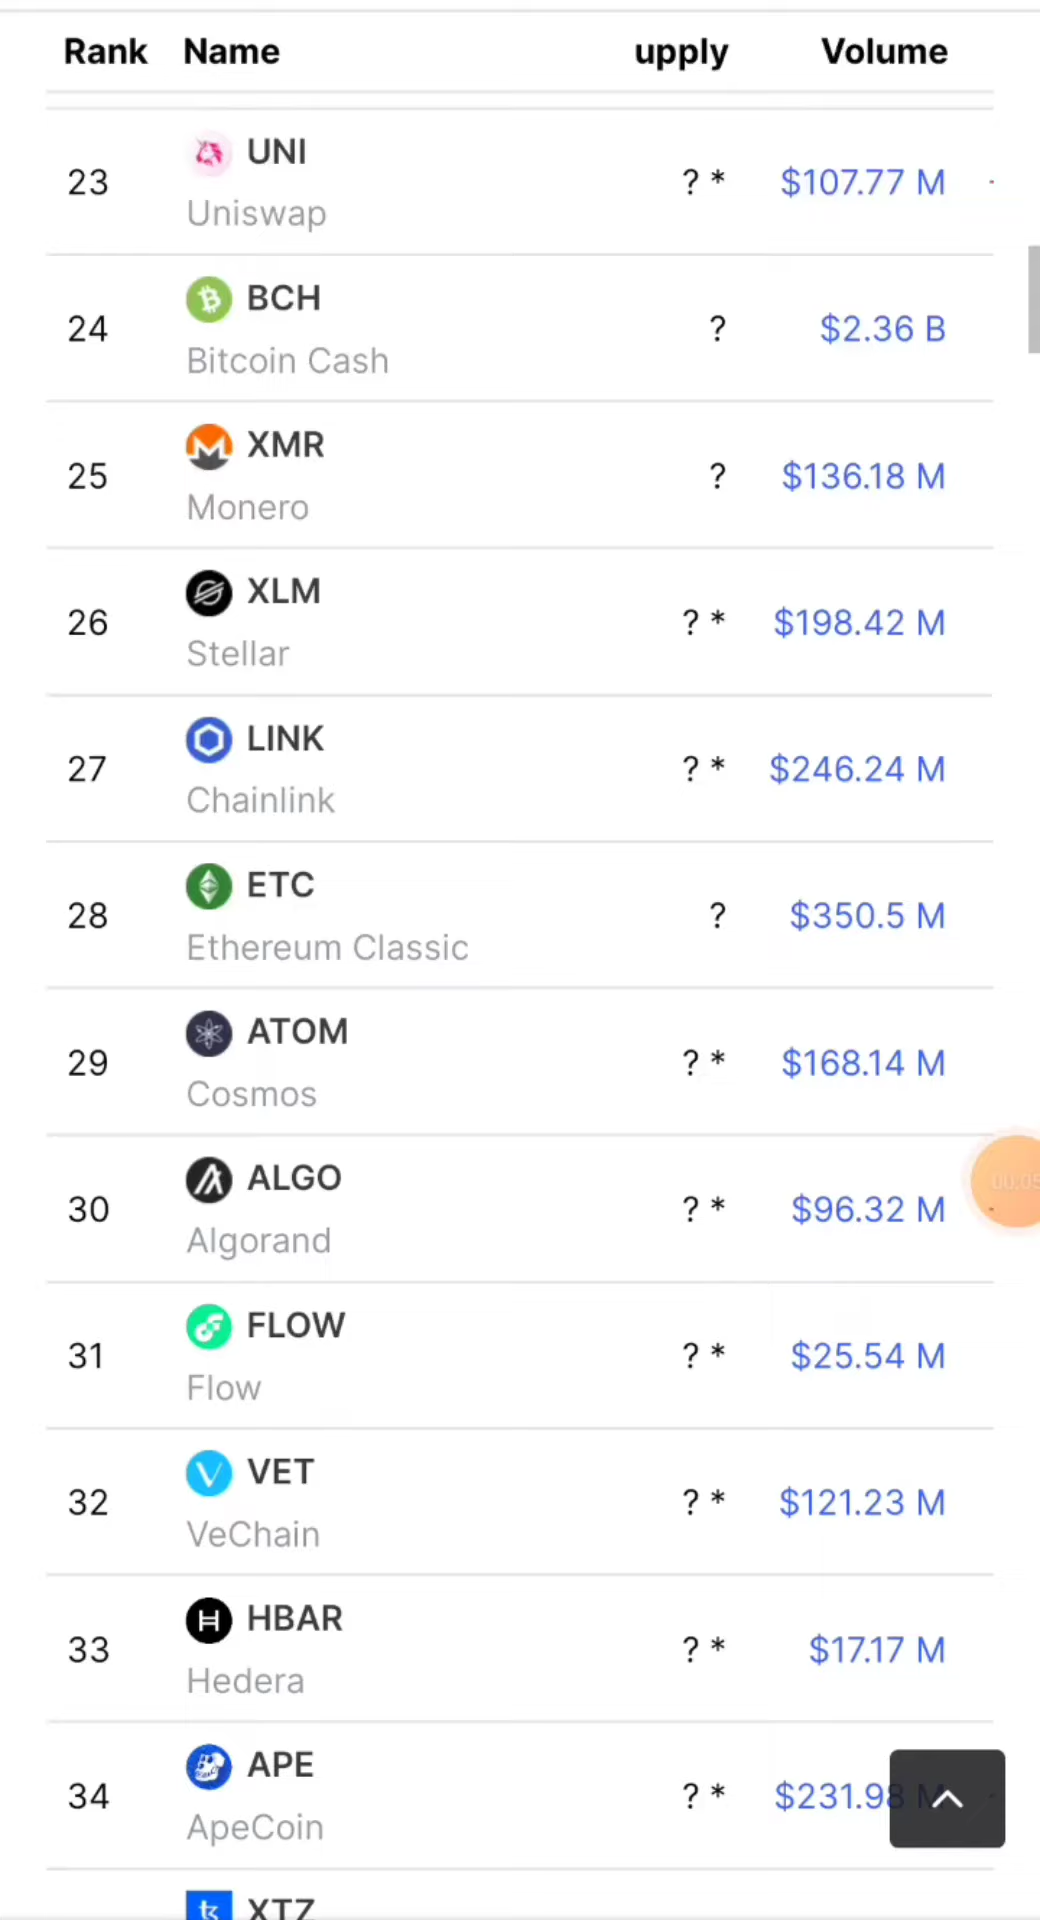 Rank Name upply Volume
UNI
23 ? * $107.77 M
Uniswap
BCH
24 ? $2.36 B
Bitcoin Cash
XMR
25 ? $136.18 M
Monero
XLM
26 ? * $198.42 M
Stellar
LINK
27 ? * $246.24 M
Chainlink
ETC
28 ? $350.5 M
Ethereum Classic
ATOM
29 ? * $168.14 M
Cosmos
ALGO
30 ? * $96.32 M
Algorand
FLOW
31 ? * $25.54 M
Flow
VET
32 ? * $121.23 M
VeChain
HBAR
33 ? * $17.17 M
Hedera
APE
34 ? * $231.98 M
ApeCoin
XTZ